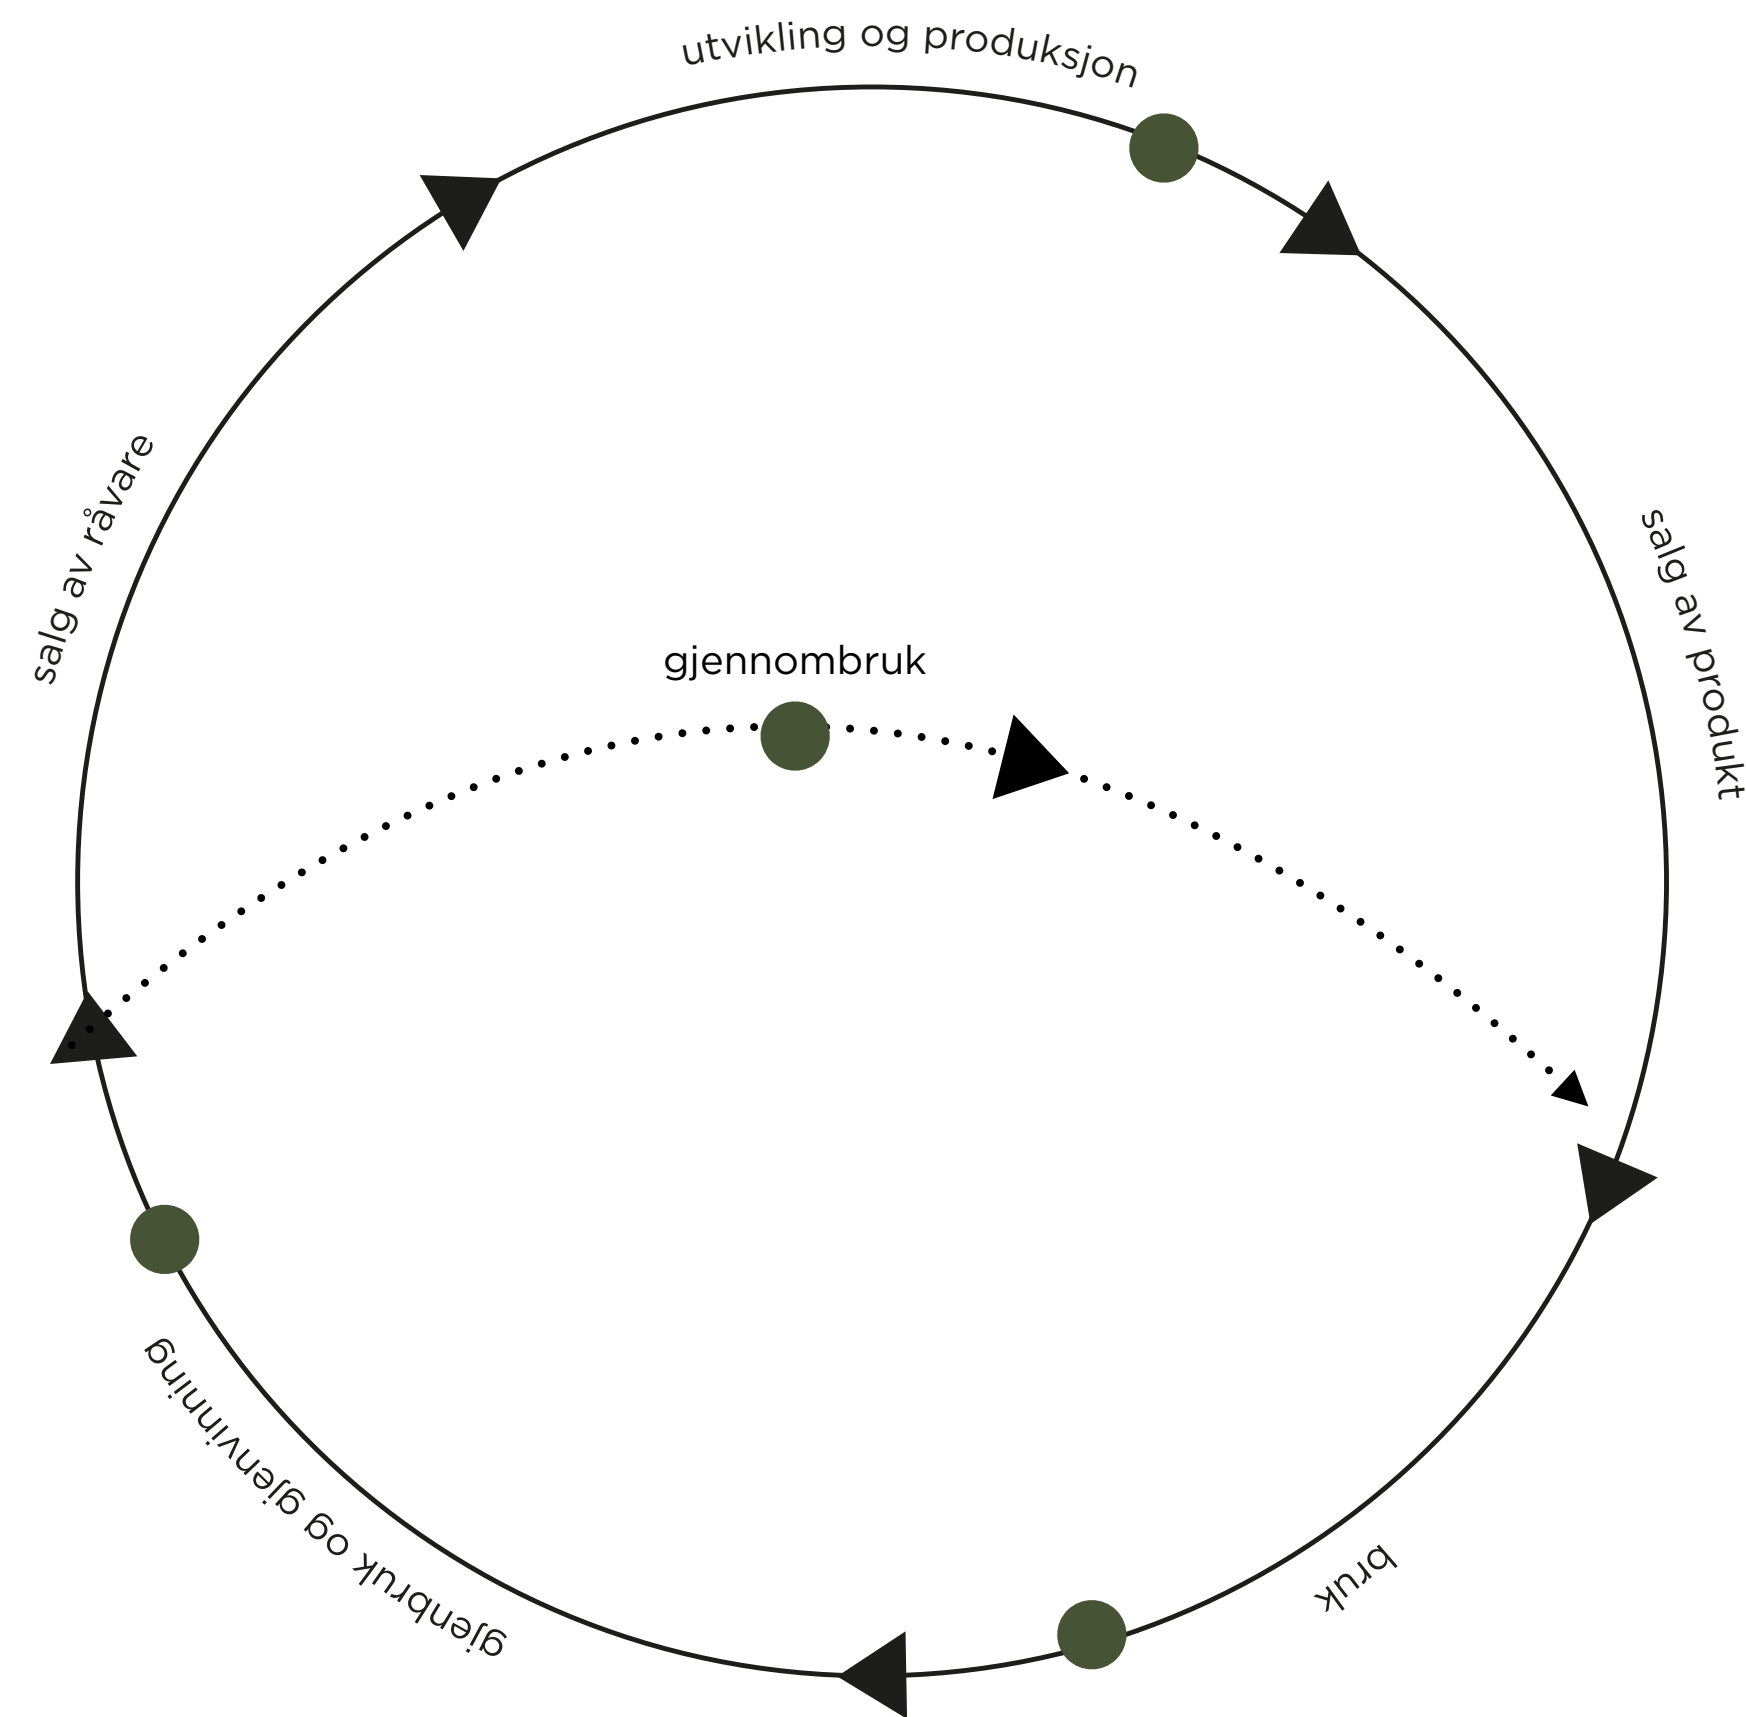 utvikling og produksjon
salg av produkt
bruk
gjenbruk og gjenvinning
salg av råvare
gjennombruk